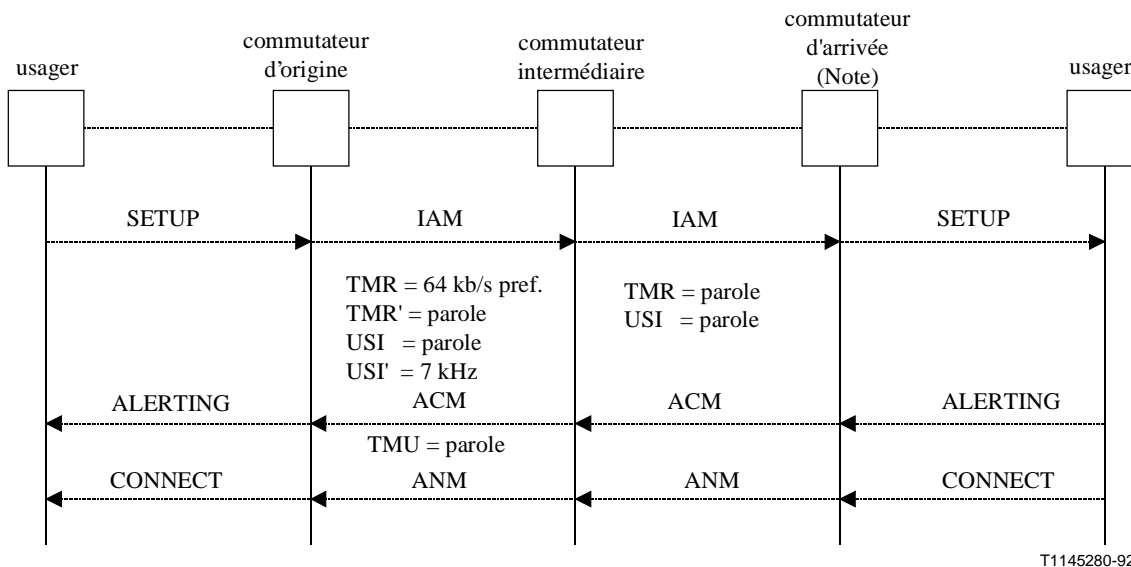 usager
commutateur
d’origine
commutateur
intermédiaire
commutateur
d'arrivée
(Note)
usager
SETUP
IAM
IAM
SETUP
TMR = 64 kb/s pref.
TMR' = parole
USI = parole
USI' = 7 kHz
TMR = parole
USI = parole
ALERTING
ACM
ACM
ALERTING
TMU = parole
CONNECT
ANM
ANM
CONNECT
T1145280-92